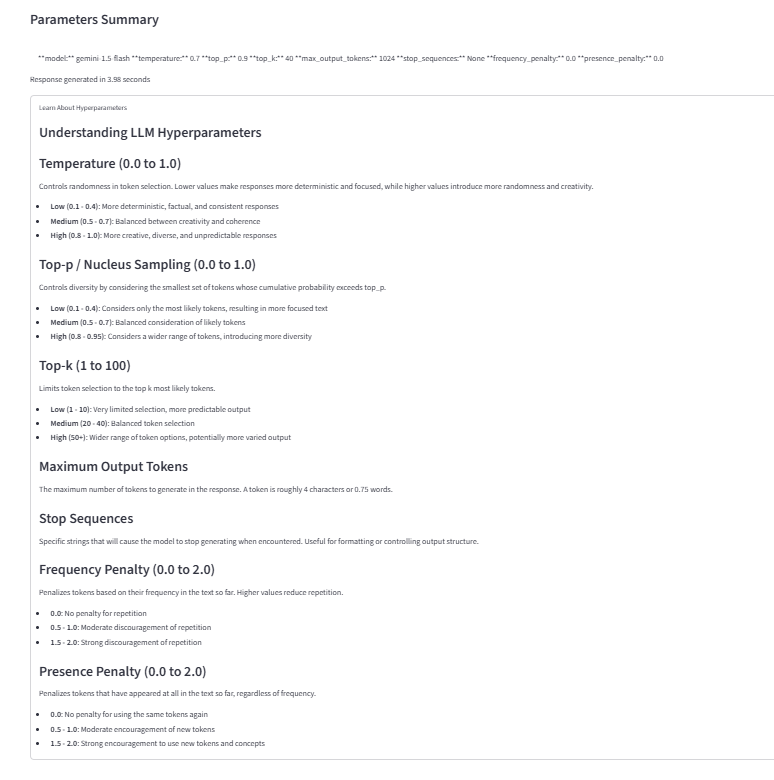 Parameters Summary
**model:** gemini-1.5-flash **temperature:** 0.7 **top_p:** 0.9 **top_k:** 40 **max_output_tokens:** 1024 **stop_sequences:** None **frequency_penalty:** 0.0 **presence_penalty:** 0.0
Response generated in 3.98 seconds
Learn About Hyperparameters
Understanding LLM Hyperparameters
Temperature (0.0 to 1.0)
Controls randomness in token selection. Lower values make responses more deterministic and focused, while higher values introduce more randomness and creativity.
• Low (0.1 - 0.4): More deterministic, factual, and consistent responses
• Medium (0.5 - 0.7): Balanced between creativity and coherence
• High (0.8 - 1.0): More creative, diverse, and unpredictable responses
Top-p / Nucleus Sampling (0.0 to 1.0)
Controls diversity by considering the smallest set of tokens whose cumulative probability exceeds top_p.
• Low (0.1 - 0.4): Considers only the most likely tokens, resulting in more focused text
• Medium (0.5 - 0.7): Balanced consideration of likely tokens
• High (0.8 - 0.95): Considers a wider range of tokens, introducing more diversity
Top-k (1 to 100)
Limits token selection to the top k most likely tokens.
• Low (1 - 10): Very limited selection, more predictable output
• Medium (20 - 40): Balanced token selection
• High (50+): Wider range of token options, potentially more varied output
Maximum Output Tokens
The maximum number of tokens to generate in the response. A token is roughly 4 characters or 0.75 words.
Stop Sequences
Specific strings that will cause the model to stop generating when encountered. Useful for formatting or controlling output structure.
Frequency Penalty (0.0 to 2.0)
Penalizes tokens based on their frequency in the text so far. Higher values reduce repetition.
• 0.0: No penalty for repetition
• 0.5 - 1.0: Moderate discouragement of repetition
• 1.5 - 2.0: Strong discouragement of repetition
Presence Penalty (0.0 to 2.0)
Penalizes tokens that have appeared at all in the text so far, regardless of frequency.
• 0.0: No penalty for using the same tokens again
• 0.5 - 1.0: Moderate encouragement of new tokens
• 1.5 - 2.0: Strong encouragement to use new tokens and concepts